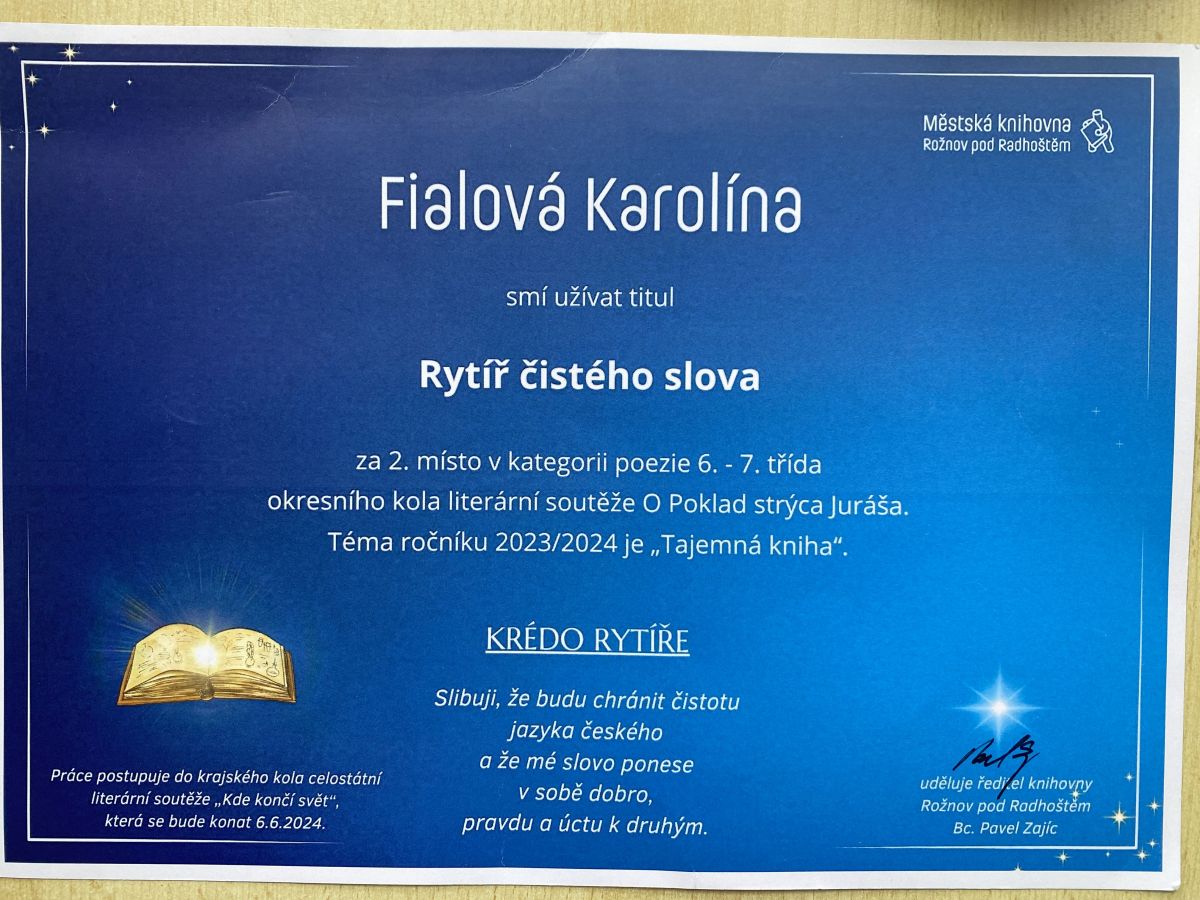 Městská knihovna
Rožnov pod Radhoštěm
Fialová Karolína
smí užívat titul
Rytíř čistého slova
za 2. místo v kategorii poezie 6. - 7. třída
okresního kola literární soutěže O Poklad strýca Juráša.
Téma ročníku 2023/2024 je „Tajemná kniha“.
KRÉDO RYTÍŘE
Slibuji, že budu chránit čistotu
jazyka českého
a že mé slovo ponese
v sobě dobro,
pravdu a úctu k druhým.
Práce postupuje do krajského kola celostátní
literární soutěže „Kde končí svět“,
která se bude konat 6.6.2024.
uděluje ředitel knihovny
Rožnov pod Radhoštěm
Bc. Pavel Zajíc